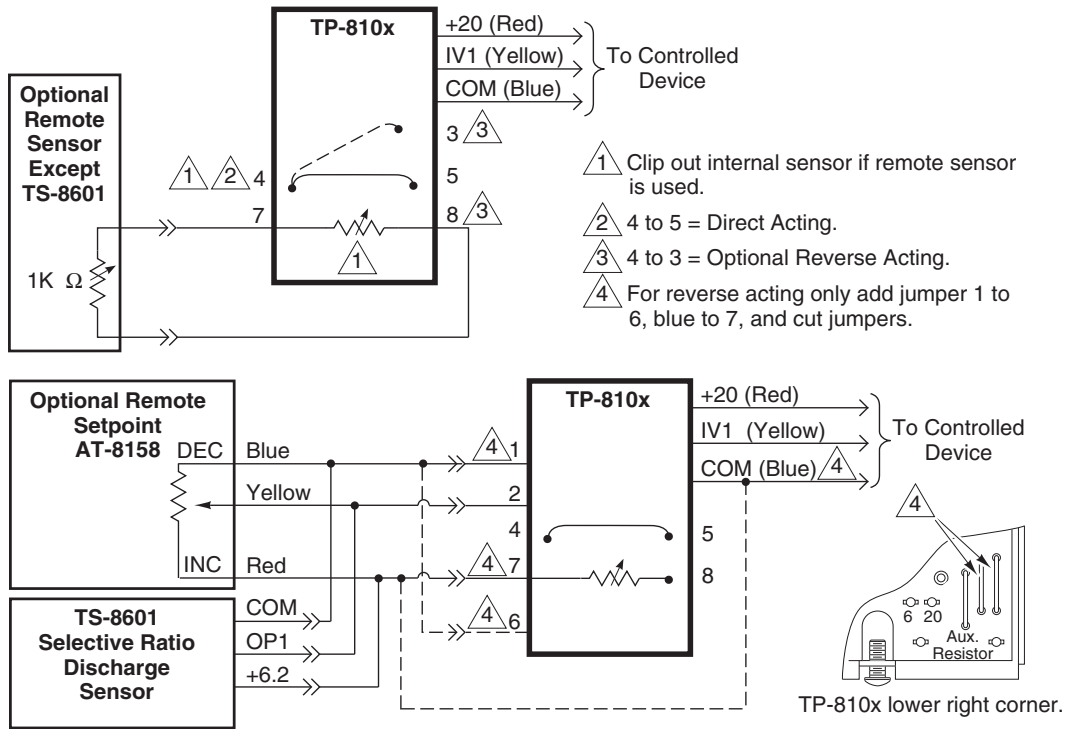 TP-810x
+20 (Red)
IV1 (Yellow)
COM (Blue)
To Controlled
Device
Optional
Remote
Sensor
Except
TS-8601
1K Ω
1 2 4
7
3 3
5
8 3
1
1 Clip out internal sensor if remote sensor
is used.
2 4 to 5 = Direct Acting.
3 4 to 3 = Optional Reverse Acting.
4 For reverse acting only add jumper 1 to
6, blue to 7, and cut jumpers.
Optional Remote
Setpoint
AT-8158
DEC
INC
Blue
Yellow
Red
TS-8601
Selective Ratio
Discharge
Sensor
COM
OP1
+6.2
TP-810x
4 1
2
4
4 7
4 6
5
8
+20 (Red)
IV1 (Yellow)
COM (Blue) 4
To Controlled
Device
4
6 20
Aux.
Resistor
TP-810x lower right corner.